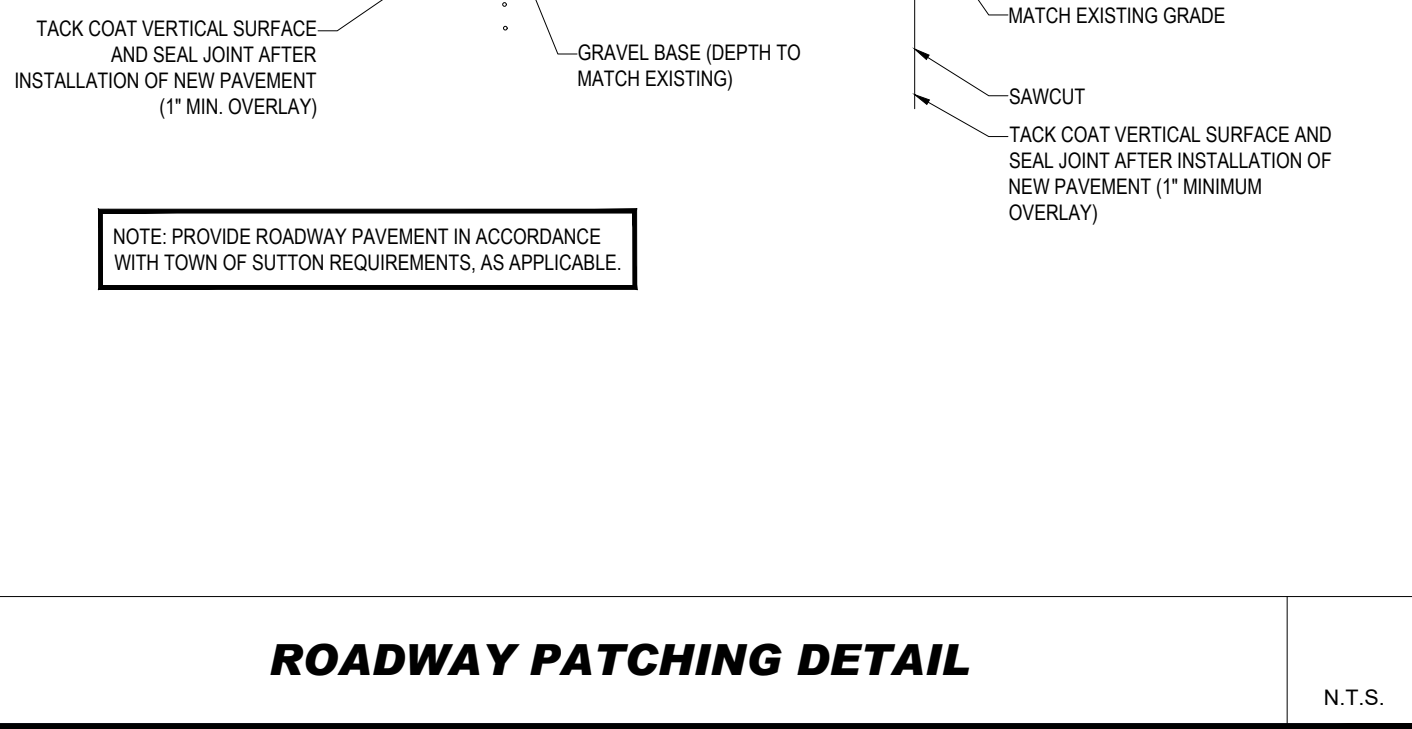 TACK COAT VERTICAL SURFACE
AND SEAL JOINT AFTER
INSTALLATION OF NEW PAVEMENT
(1" MIN. OVERLAY)
GRAVEL BASE (DEPTH TO
MATCH EXISTING)
MATCH EXISTING GRADE
SAWCUT
TACK COAT VERTICAL SURFACE AND
SEAL JOINT AFTER INSTALLATION OF
NEW PAVEMENT (1" MINIMUM
OVERLAY)
NOTE: PROVIDE ROADWAY PAVEMENT IN ACCORDANCE
WITH TOWN OF SUTTON REQUIREMENTS, AS APPLICABLE.
ROADWAY PATCHING DETAIL
N.T.S.